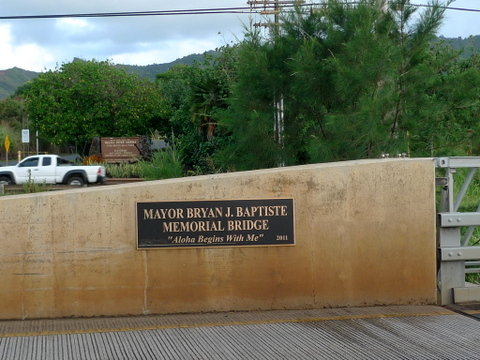 MAYOR BRYAN J. BAPTISTE
MEMORIAL BRIDGE
"Aloha Begins With Me" 2011